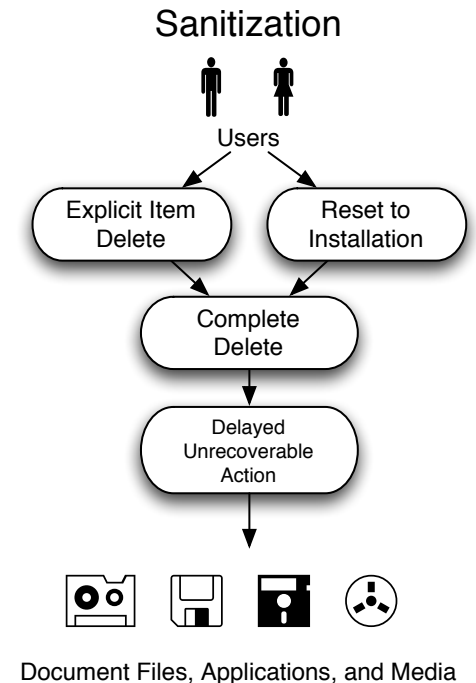 Sanitization
Users
Explicit Item
Delete
Reset to
Installation
Complete
Delete
Delayed
Unrecoverable
Action
Document Files, Applications, and Media